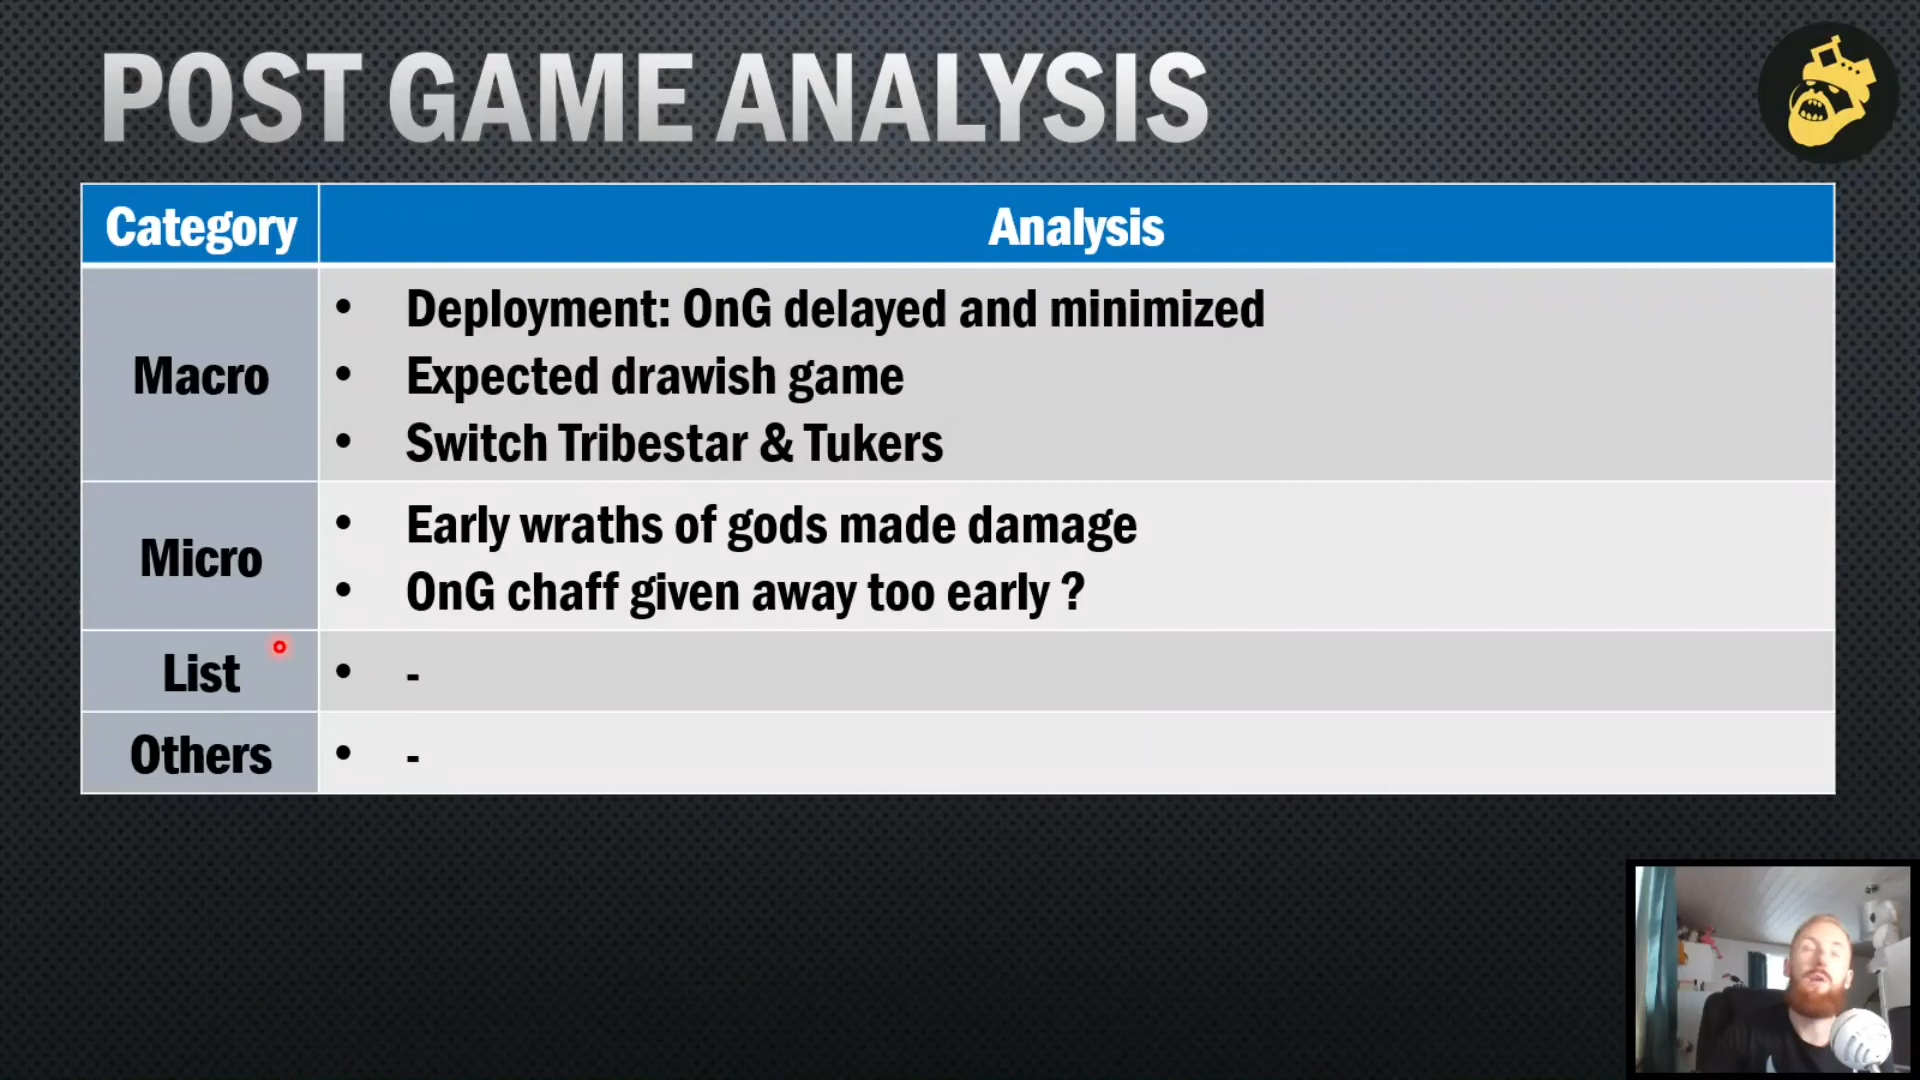 POST GAME ANALYSIS
Category
Analysis
Macro
• Deployment: OnG delayed and minimized
• Expected drawish game
• Switch Tribestar & Tukers
Micro
• Early wraths of gods made damage
• OnG chaff given away too early ?
List
• -
Others
• -